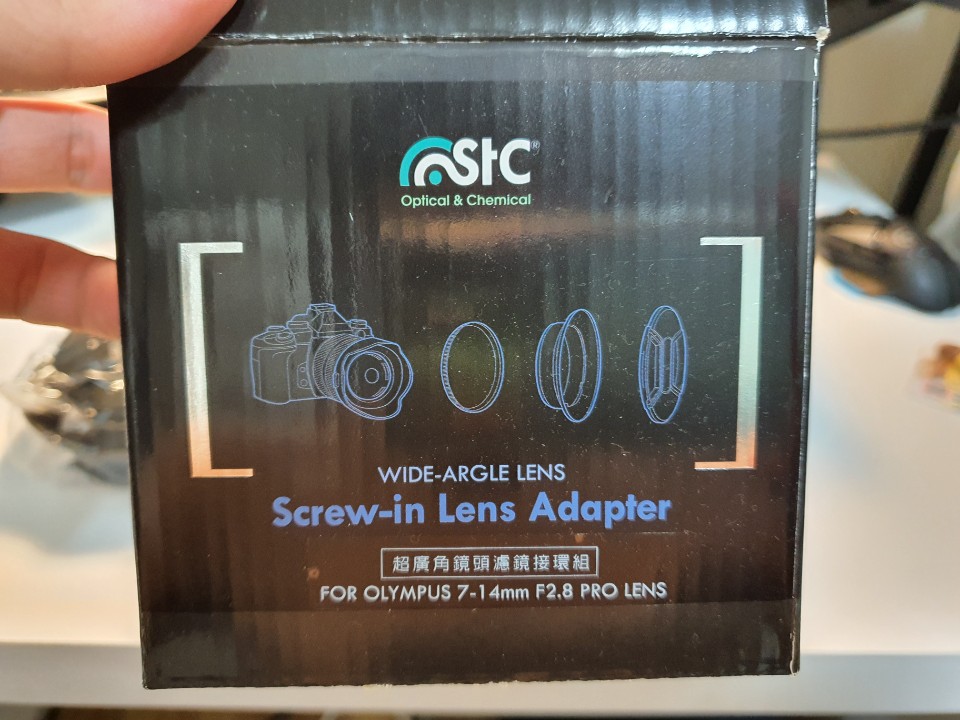 STC®
Optical & Chemical
WIDE-ARGLE LENS
Screw-in Lens Adapter
超廣角鏡頭濾鏡接環組
FOR OLYMPUS 7-14mm F2.8 PRO LENS